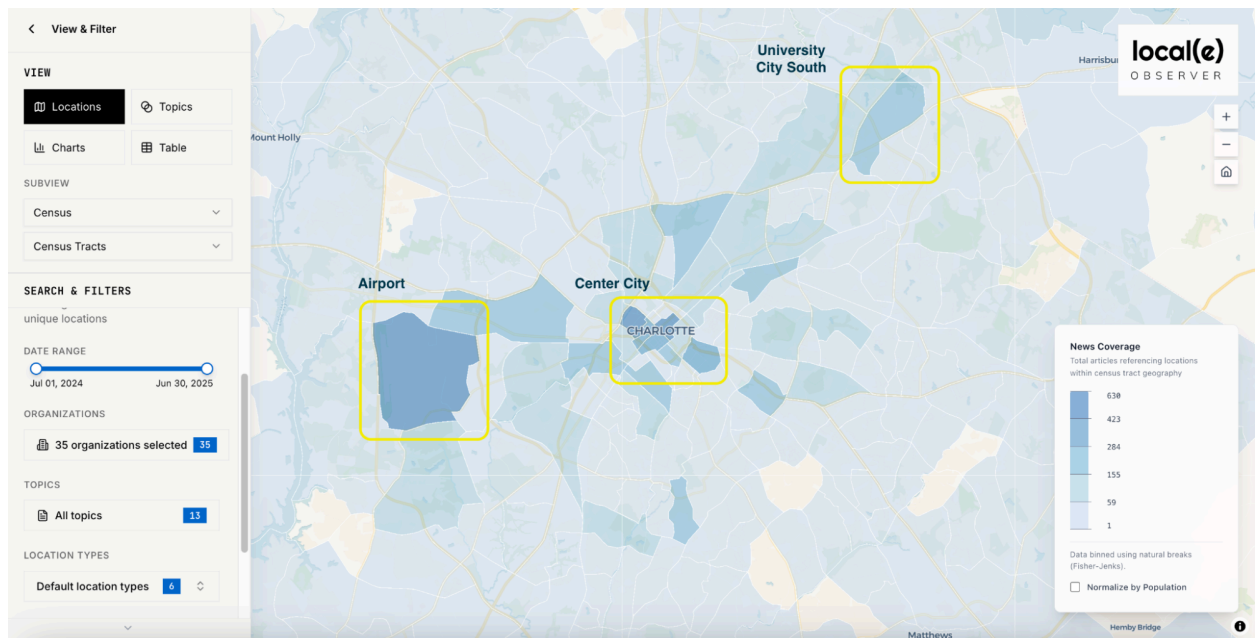 View & Filter
VIEW
Locations
Topics
Charts
Table
SUBVIEW
Census
Census Tracts
SEARCH & FILTERS
unique locations
DATE RANGE
Jul 01, 2024
Jun 30, 2025
ORGANIZATIONS
35 organizations selected 35
TOPICS
All topics 13
LOCATION TYPES
Default location types 6
University
City South
Airport
Center City
CHARLOTTE
Mount Holly
Harrisbu
Matthews
Hemby Bridge
local(e)
OBSERVER
+
−
News Coverage
Total articles referencing locations
within census tract geography
630
423
284
155
59
1
Data binned using natural breaks
(Fisher-Jenks).
Normalize by Population